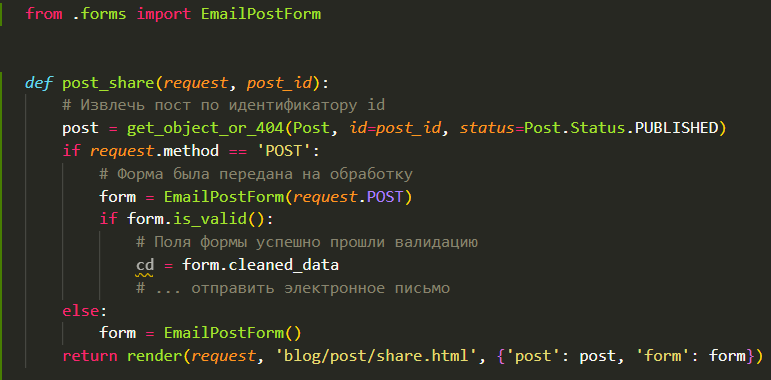 from .forms import EmailPostForm
def post_share(request, post_id):
# Извлечь пост по идентификатору id
post = get_object_or_404(Post, id=post_id, status=Post.Status.PUBLISHED)
if request.method == 'POST':
# Форма была передана на обработку
form = EmailPostForm(request.POST)
if form.is_valid():
# Поля формы успешно прошли валидацию
cd = form.cleaned_data
# ... отправить электронное письмо
else:
form = EmailPostForm()
return render(request, 'blog/post/share.html', {'post': post, 'form': form})